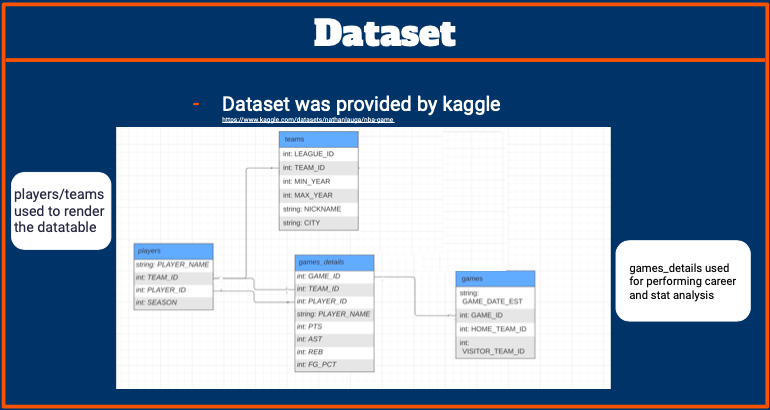 Dataset
- Dataset was provided by kaggle
https://www.kaggle.com/datasets/nathanlauga/nba-game
players/teams
used to render
the datatable
teams
int: LEAGUE_ID
int: TEAM_ID
int: MIN_YEAR
int: MAX_YEAR
string: NICKNAME
string: CITY
players
string: PLAYER_NAME
int: TEAM_ID
int: PLAYER_ID
int: SEASON
games_details
int: GAME_ID
int: TEAM_ID
int: PLAYER_ID
string: PLAYER_NAME
int: PTS
int: AST
int: REB
int: FG_PCT
games
string:
GAME_DATE_EST
int: GAME_ID
int: HOME_TEAM_ID
int:
VISITOR_TEAM_ID
games_details used
for performing career
and stat analysis